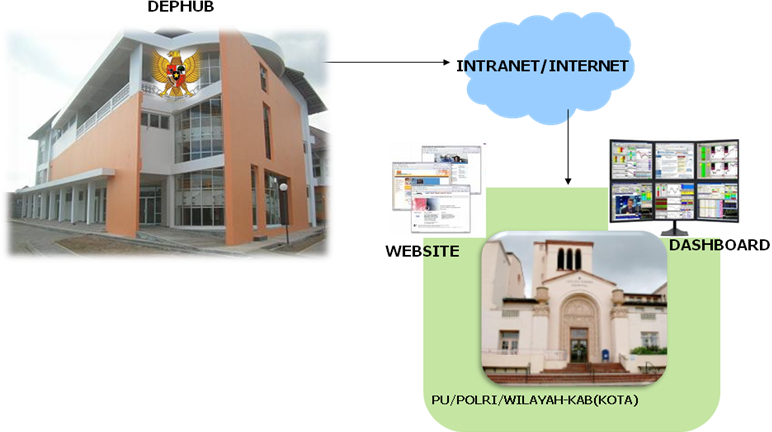 DEPHUB
INTRANET/INTERNET
WEBSITE
DASHBOARD
PU/POLRI/WILAYAH-KAB(KOTA)